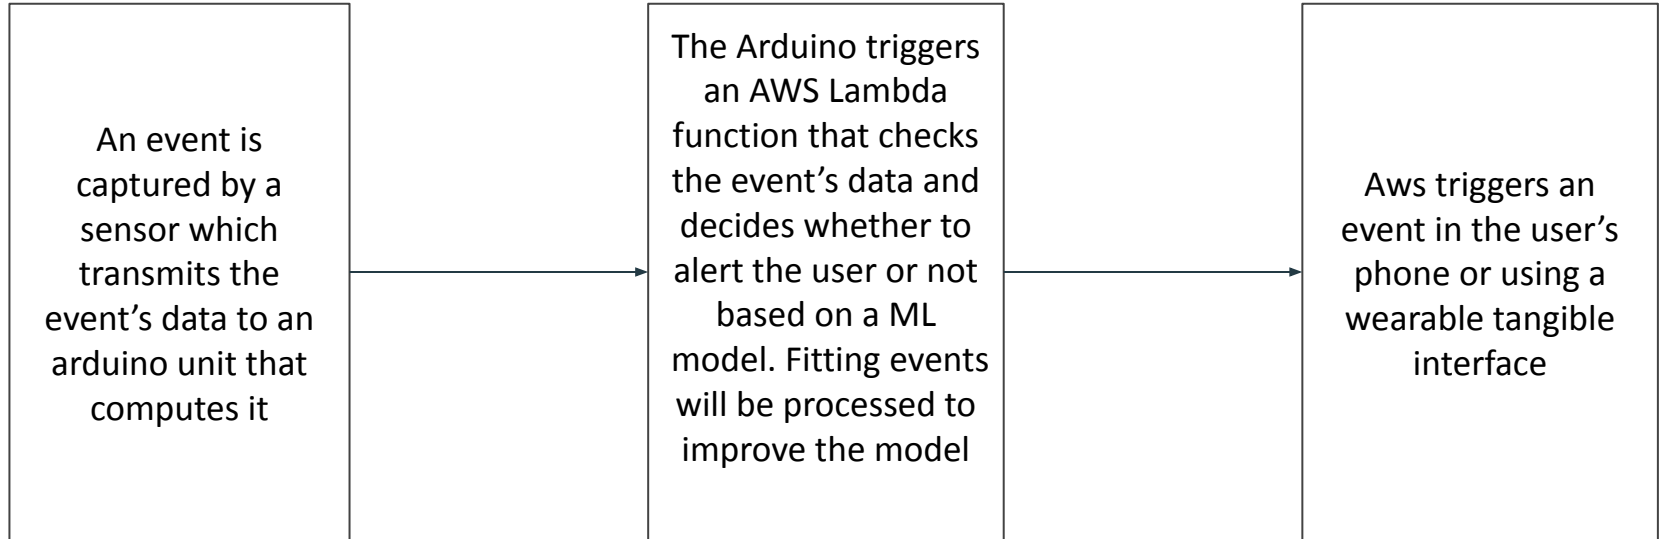 An event is
captured by a
sensor which
transmits the
event’s data to an
arduino unit that
computes it
The Arduino triggers
an AWS Lambda
function that checks
the event’s data and
decides whether to
alert the user or not
based on a ML
model. Fitting events
will be processed to
improve the model
Aws triggers an
event in the user’s
phone or using a
wearable tangible
interface